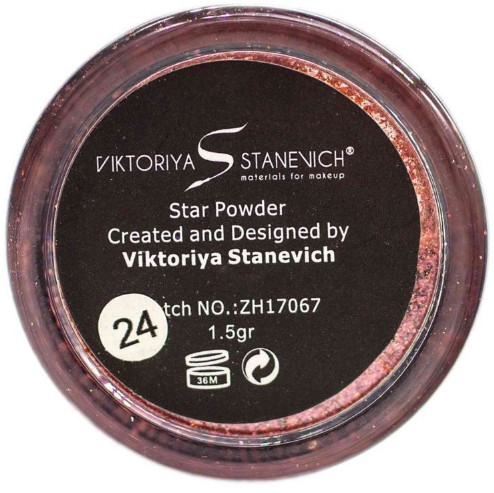 VIKTORIYA S STANEVICH®
materials for makeup
Star Powder
Created and Designed by
Viktoriya Stanevich
tch NO.:ZH17067
24
1.5gr
36M